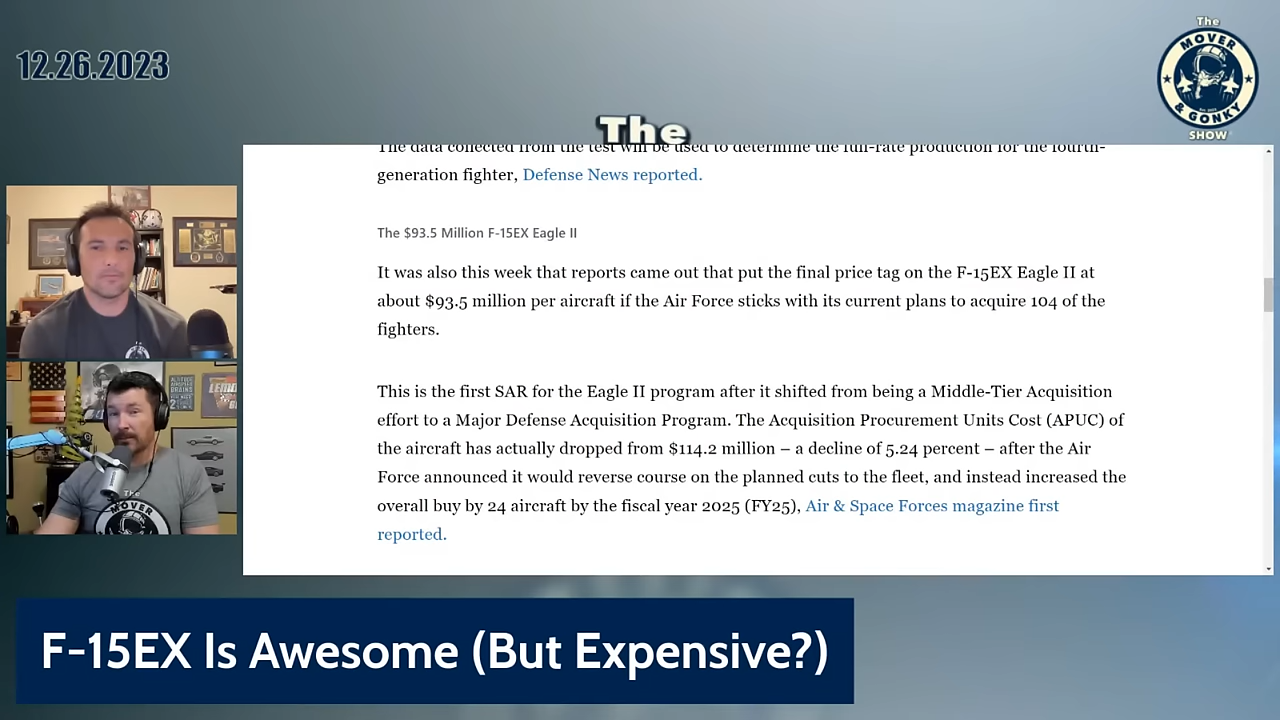 12.26.2023
The
MOVER
& GONKY
SHOW
The
The data collected from the test will be used to determine the full-rate production for the fourth-
generation fighter, Defense News reported.
The $93.5 Million F-15EX Eagle II
It was also this week that reports came out that put the final price tag on the F-15EX Eagle II at
about $93.5 million per aircraft if the Air Force sticks with its current plans to acquire 104 of the
fighters.
This is the first SAR for the Eagle II program after it shifted from being a Middle-Tier Acquisition
effort to a Major Defense Acquisition Program. The Acquisition Procurement Units Cost (APUC) of
the aircraft has actually dropped from $114.2 million – a decline of 5.24 percent – after the Air
Force announced it would reverse course on the planned cuts to the fleet, and instead increased the
overall buy by 24 aircraft by the fiscal year 2025 (FY25), Air & Space Forces magazine first
reported.
The
MOVER
F-15EX Is Awesome (But Expensive?)